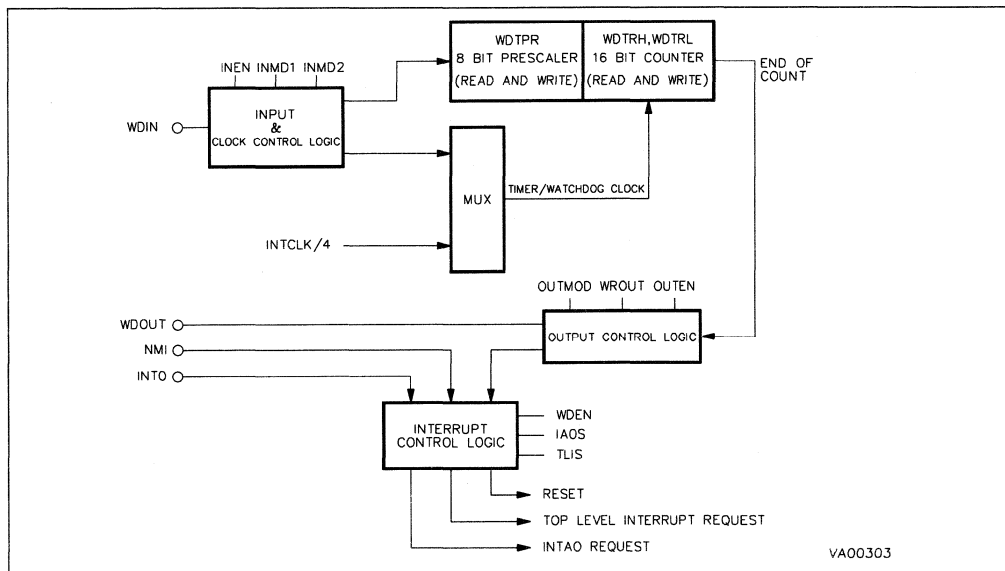 WDTPR
8 BIT PRESCALER
(READ AND WRITE)
WDTRH,WDTRL
16 BIT COUNTER
(READ AND WRITE)
END OF
COUNT
INEN INMD1 INMD2
INPUT
&
CLOCK CONTROL LOGIC
WDIN
MUX
TIMER/WATCHDOG CLOCK
INTCLK/4
OUTMOD WROUT OUTEN
WDOUT
OUTPUT CONTROL LOGIC
NMI
INT0
INTERRUPT
CONTROL LOGIC
WDEN
IA0S
TLIS
RESET
TOP LEVEL INTERRUPT REQUEST
INTA0 REQUEST
VA00303